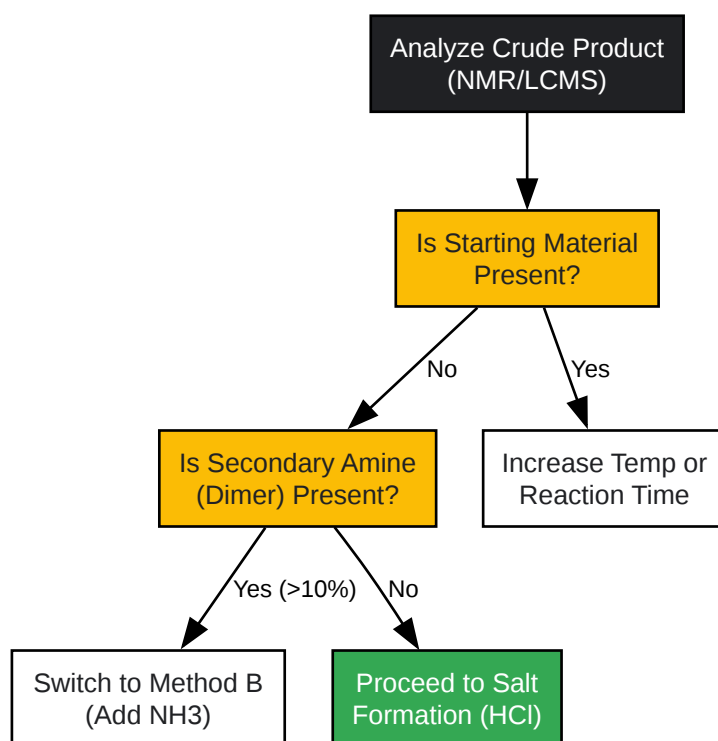 Analyze Crude Product
(NMR/LCMS)
Is Starting Material
Present?
No
Yes
Is Secondary Amine
(Dimer) Present?
Increase Temp or
Reaction Time
Yes (>10%)
No
Switch to Method B
(Add NH3)
Proceed to Salt
Formation (HCl)